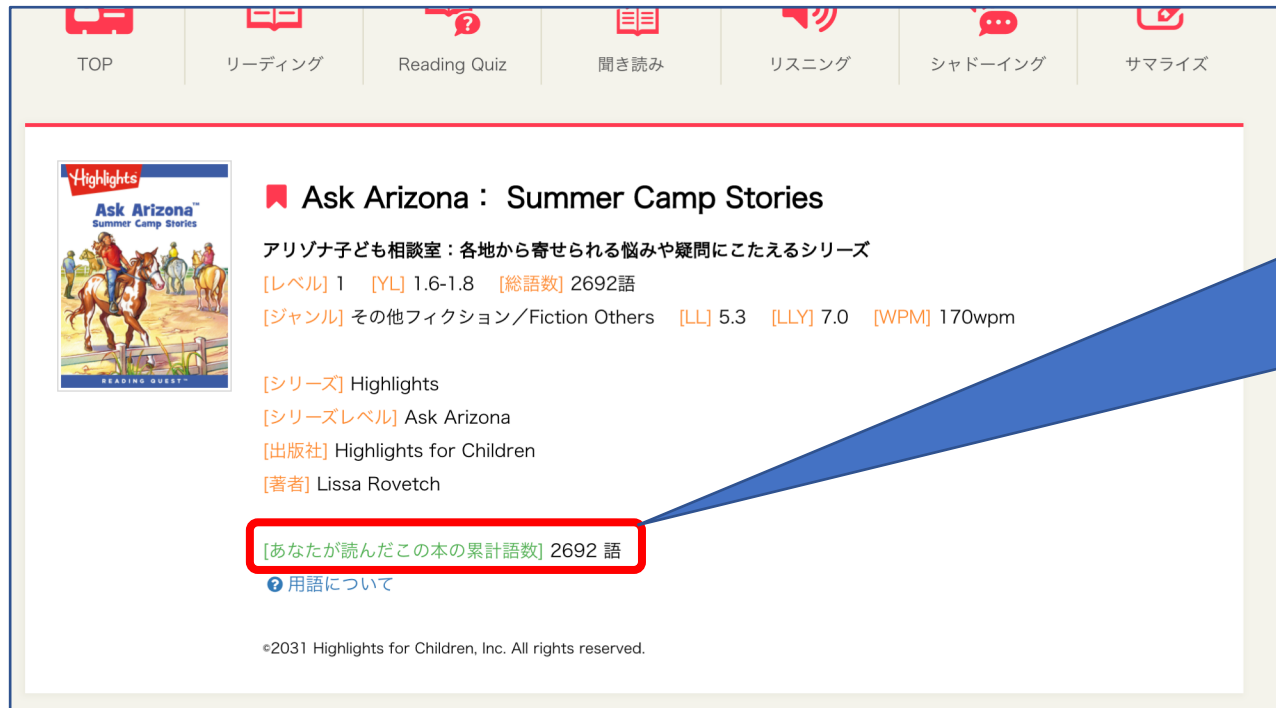 TOP リーディング Reading Quiz 聞き読み リスニング シャドーイング サマライズ
Highlights
Ask Arizona™
Summer Camp Stories
READING QUEST™
Ask Arizona： Summer Camp Stories
アリゾナ子ども相談室：各地から寄せられる悩みや疑問にこたえるシリーズ
[レベル] 1 [YL] 1.6-1.8 [総語数] 2692語
[ジャンル] その他フィクション／Fiction Others [LL] 5.3 [LLY] 7.0 [WPM] 170wpm
[シリーズ] Highlights
[シリーズレベル] Ask Arizona
[出版社] Highlights for Children
[著者] Lissa Rovetch
[あなたが読んだこの本の累計語数] 2692 語
用語について
©2031 Highlights for Children, Inc. All rights reserved.